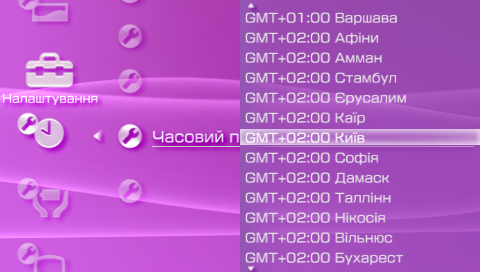 Налаштування
Часовий п
GMT+01:00 Варшава
GMT+02:00 Афіни
GMT+02:00 Амман
GMT+02:00 Стамбул
GMT+02:00 Єрусалим
GMT+02:00 Каїр
GMT+02:00 Київ
GMT+02:00 Софія
GMT+02:00 Дамаск
GMT+02:00 Таллінн
GMT+02:00 Нікосія
GMT+02:00 Вільнюс
GMT+02:00 Бухарест